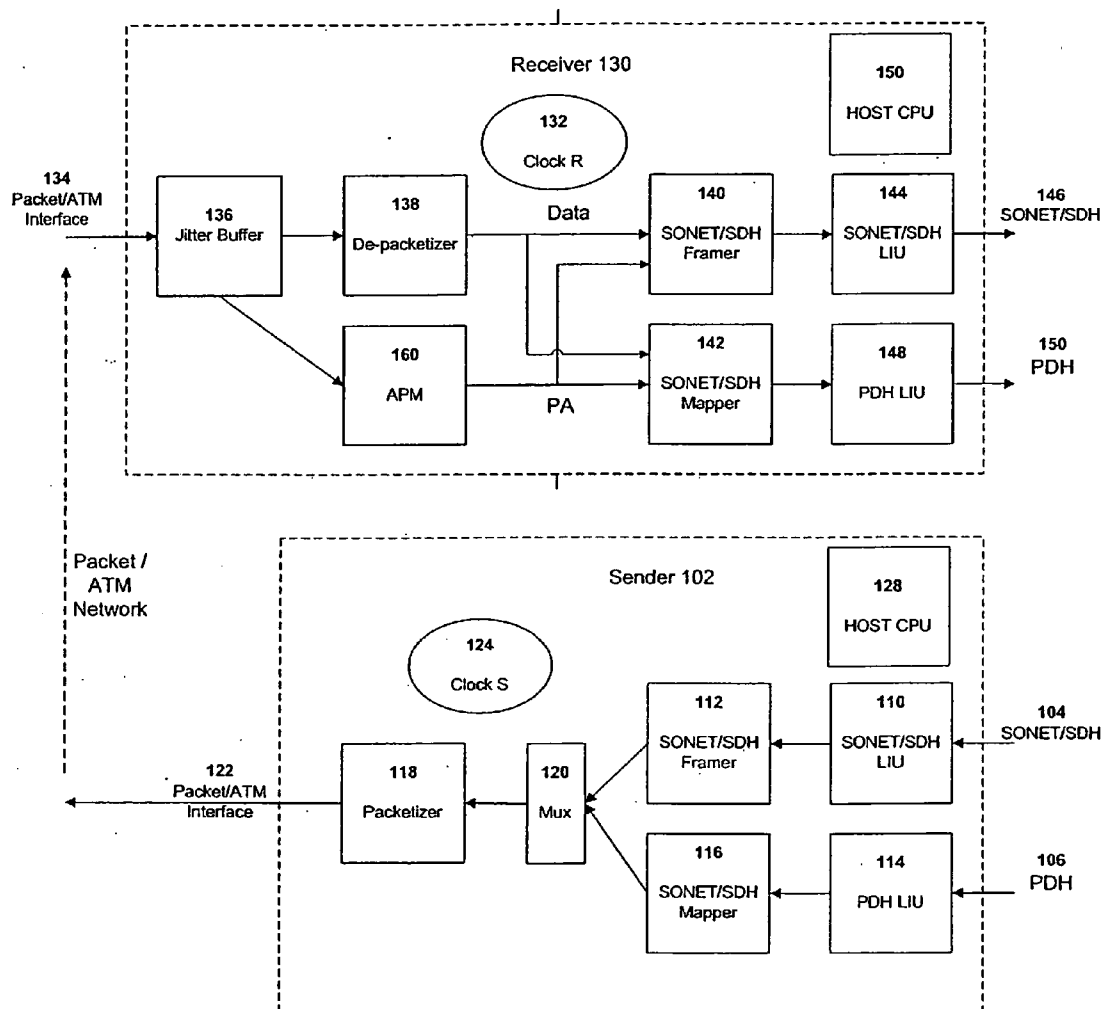 Receiver 130
150
HOST CPU
132
Clock R
134
Packet/ATM
Interface
136
Jitter Buffer
138
De-packetizer
Data
140
SONET/SDH
Framer
144
SONET/SDH
LIU
146
SONET/SDH
160
APM
PA
142
SONET/SDH
Mapper
148
PDH LIU
150
PDH
Packet /
ATM
Network
Sender 102
128
HOST CPU
124
Clock S
112
SONET/SDH
Framer
110
SONET/SDH
LIU
104
SONET/SDH
122
Packet/ATM
Interface
118
Packetizer
120
Mux
116
SONET/SDH
Mapper
114
PDH LIU
106
PDH